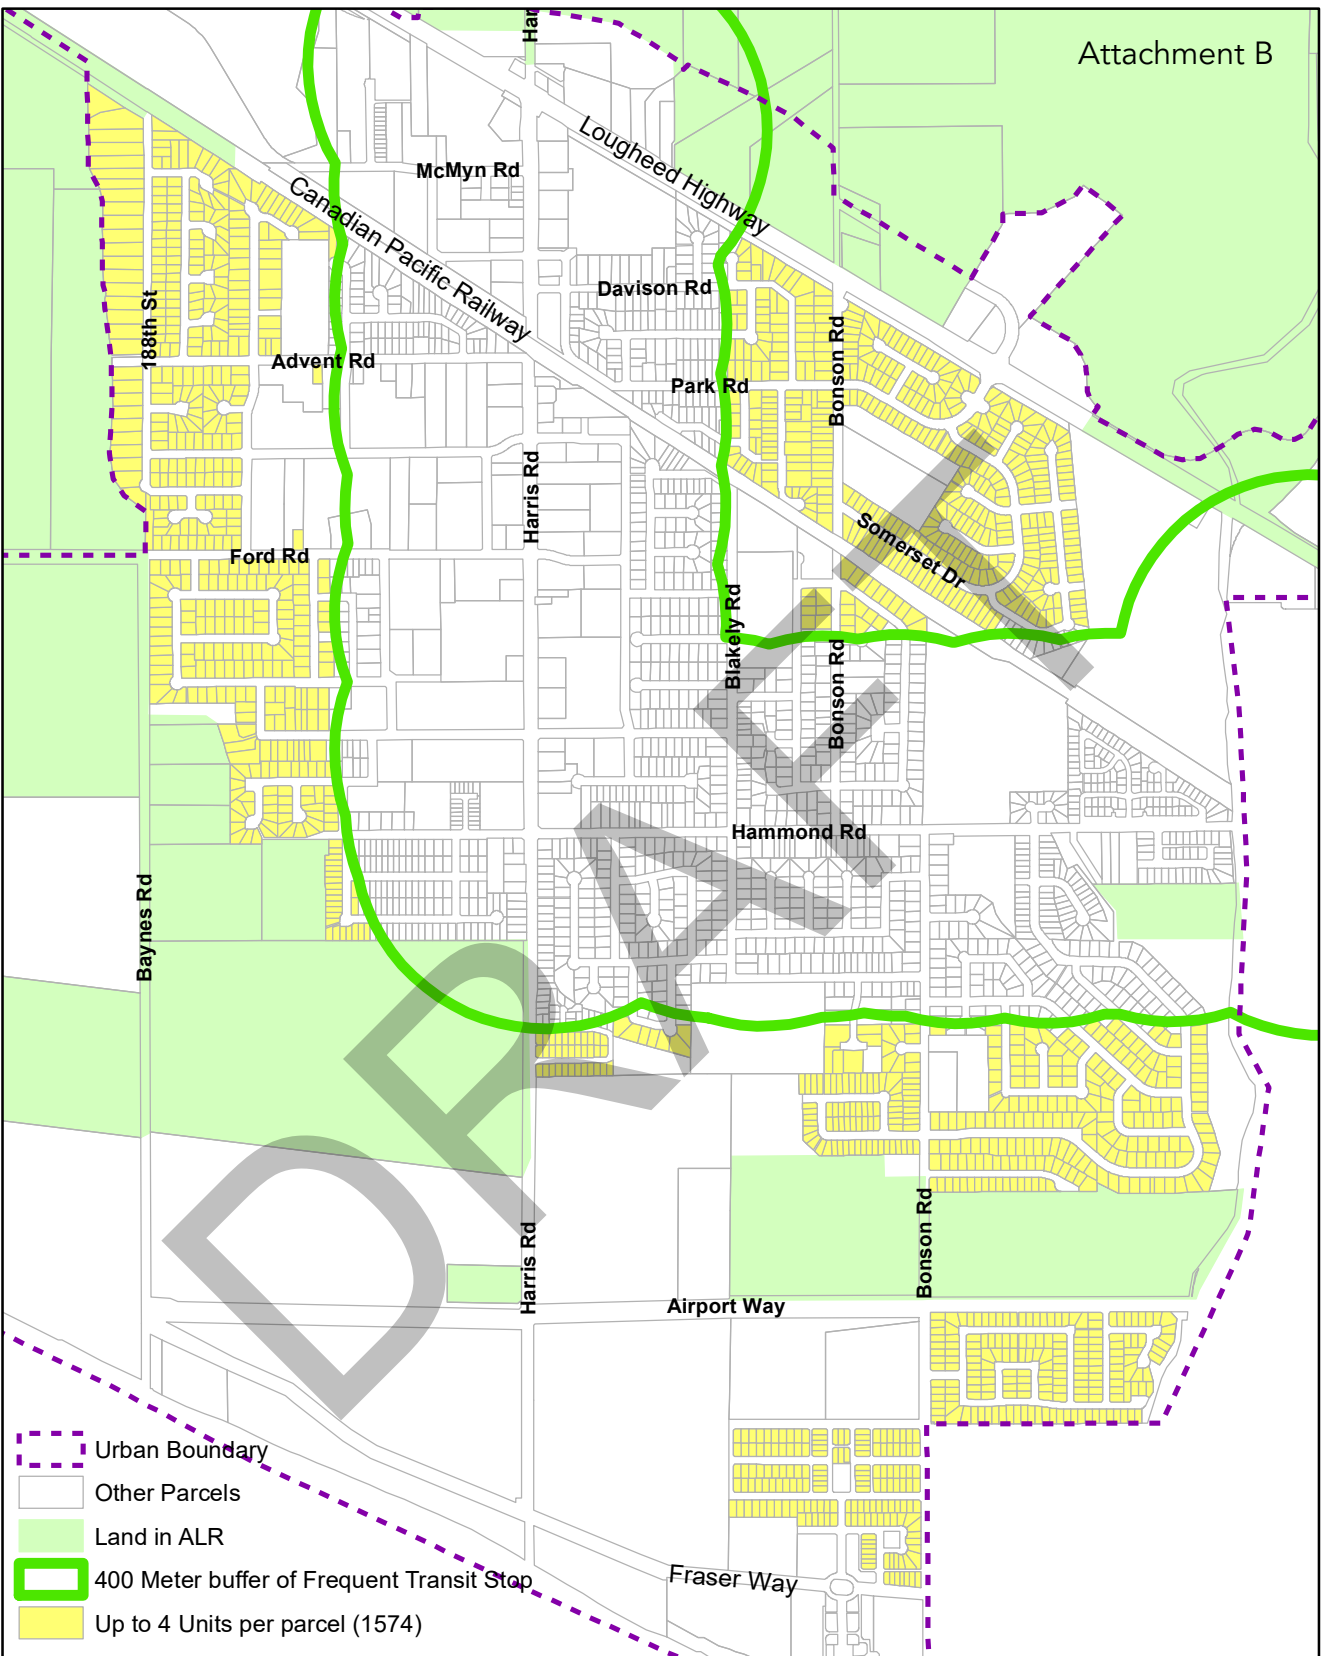 Har
Attachment B
Lougheed Highway
McMyn Rd
Canadian Pacific Railway
Davison Rd
188th St
Bonson Rd
Advent Rd
Park Rd
Harris Rd
Somerset Dr
Ford Rd
Blakely Rd
Bonson Rd
Hammond Rd
Baynes Rd
DRAFT
Bonson Rd
Harris Rd
Airport Way
Fraser Way
Urban Boundary
Other Parcels
Land in ALR
400 Meter buffer of Frequent Transit Stop
Up to 4 Units per parcel (1574)